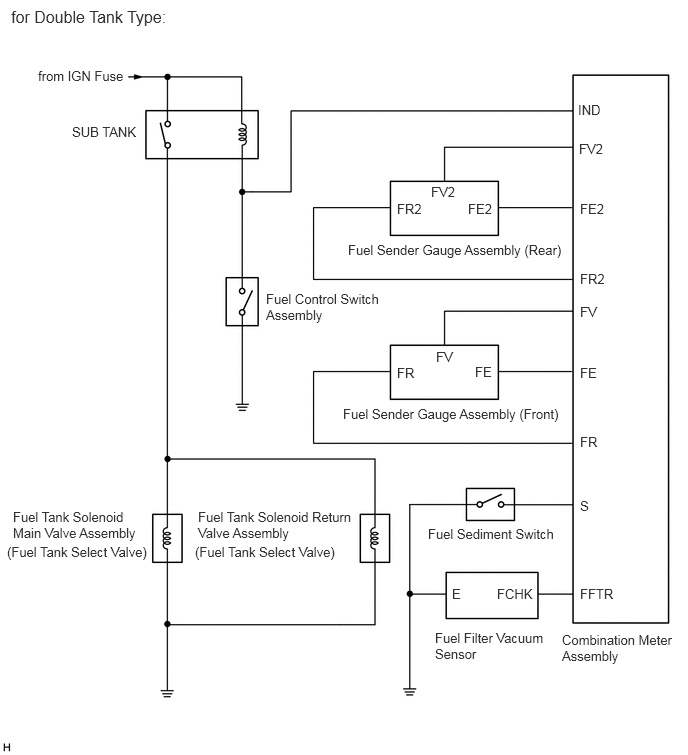 for Double Tank Type:
from IGN Fuse
SUB TANK
IND
FV2
FV2
FR2
FE2
FE2
Fuel Sender Gauge Assembly (Rear)
FR2
Fuel Control Switch
Assembly
FV
FV
FR
FE
FE
Fuel Sender Gauge Assembly (Front)
FR
Fuel Tank Solenoid
Main Valve Assembly
(Fuel Tank Select Valve)
Fuel Tank Solenoid Return
Valve Assembly
(Fuel Tank Select Valve)
S
Fuel Sediment Switch
E
FCHK
FFTR
Fuel Filter Vacuum
Sensor
Combination Meter
Assembly
H